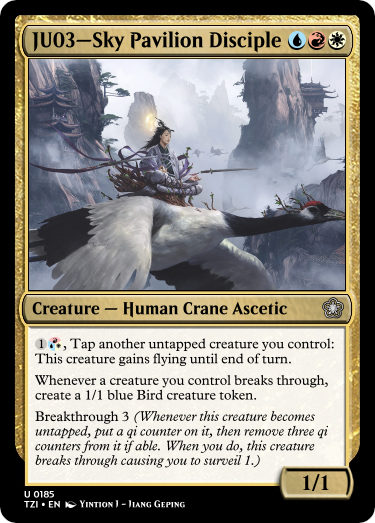 JU03—Sky Pavilion Disciple
Creature — Human Crane Ascetic
1, Tap another untapped creature you control:
This creature gains flying until end of turn.
Whenever a creature you control breaks through,
create a 1/1 blue Bird creature token.
Breakthrough 3 (Whenever this creature becomes
untapped, put a qi counter on it, then remove three qi
counters from it if able. When you do, this creature
breaks through causing you to surveil 1.)
1/1
U 0185
TZI • EN Yintion J – Jiang Geping